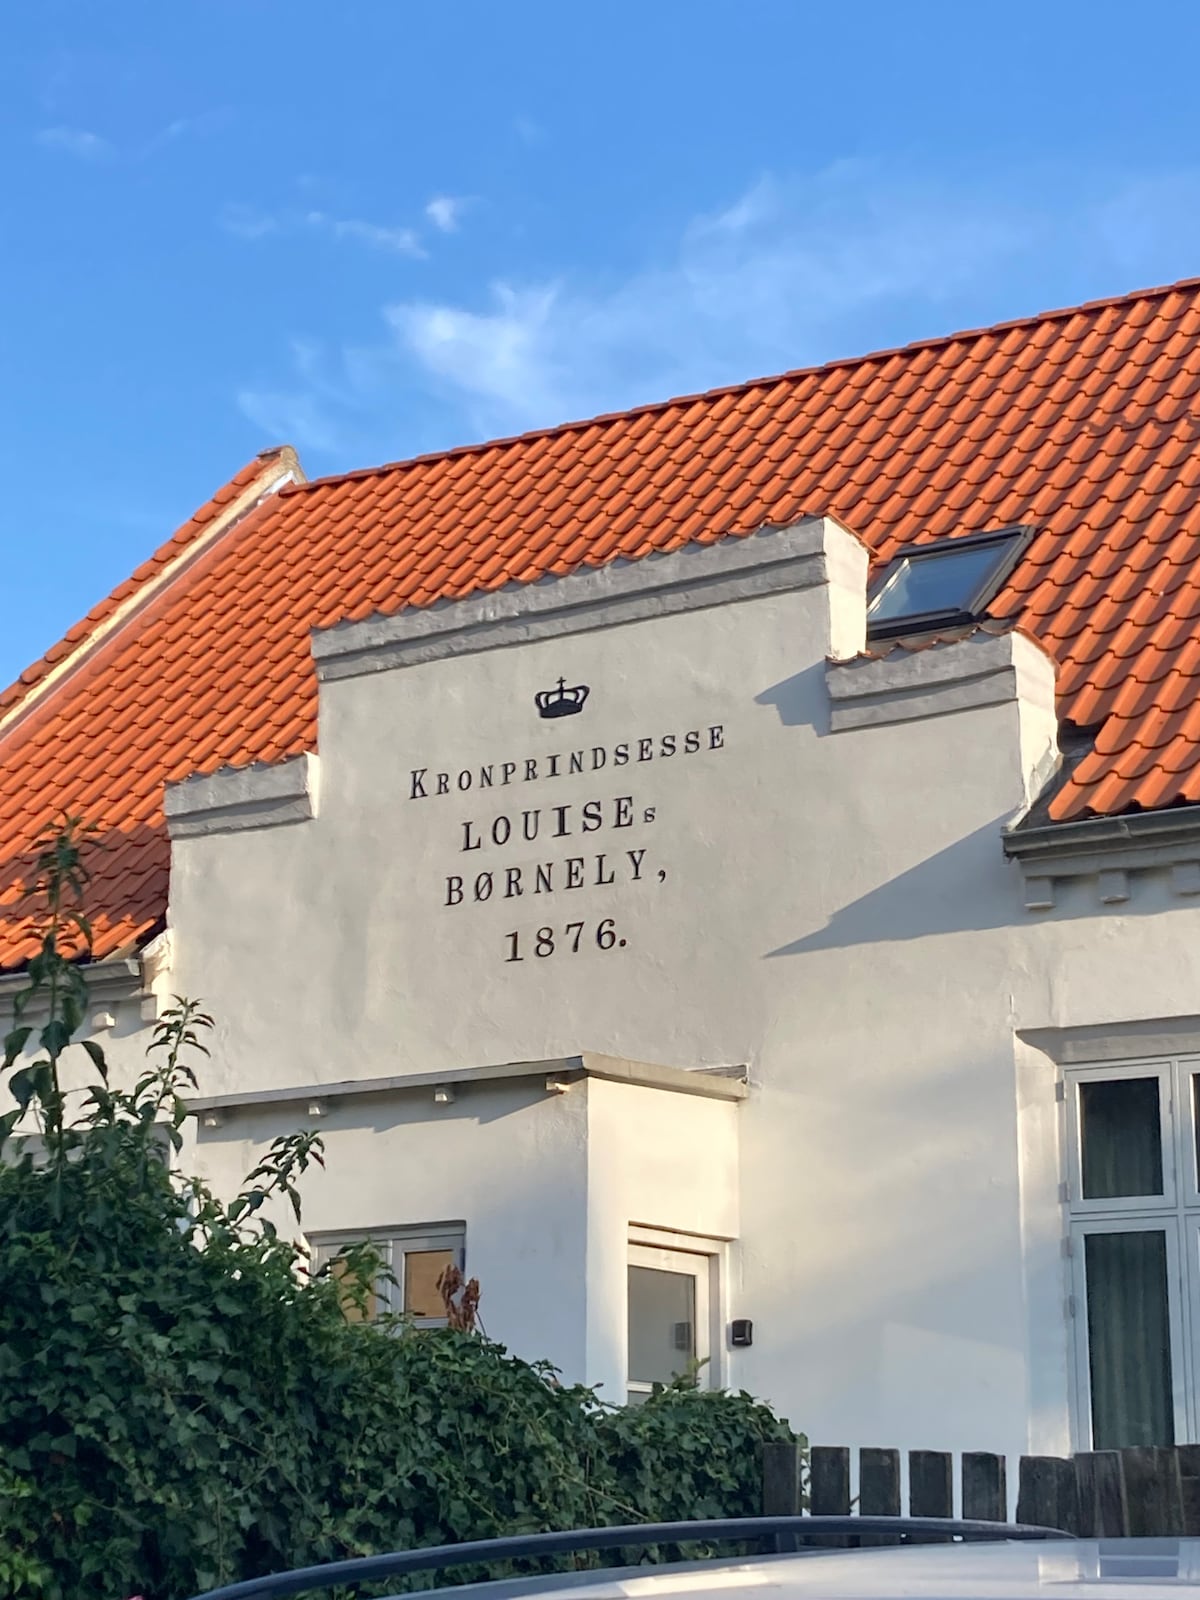 KRONPRINDSESSE
LOUISEs
BØRNELY,
1876.